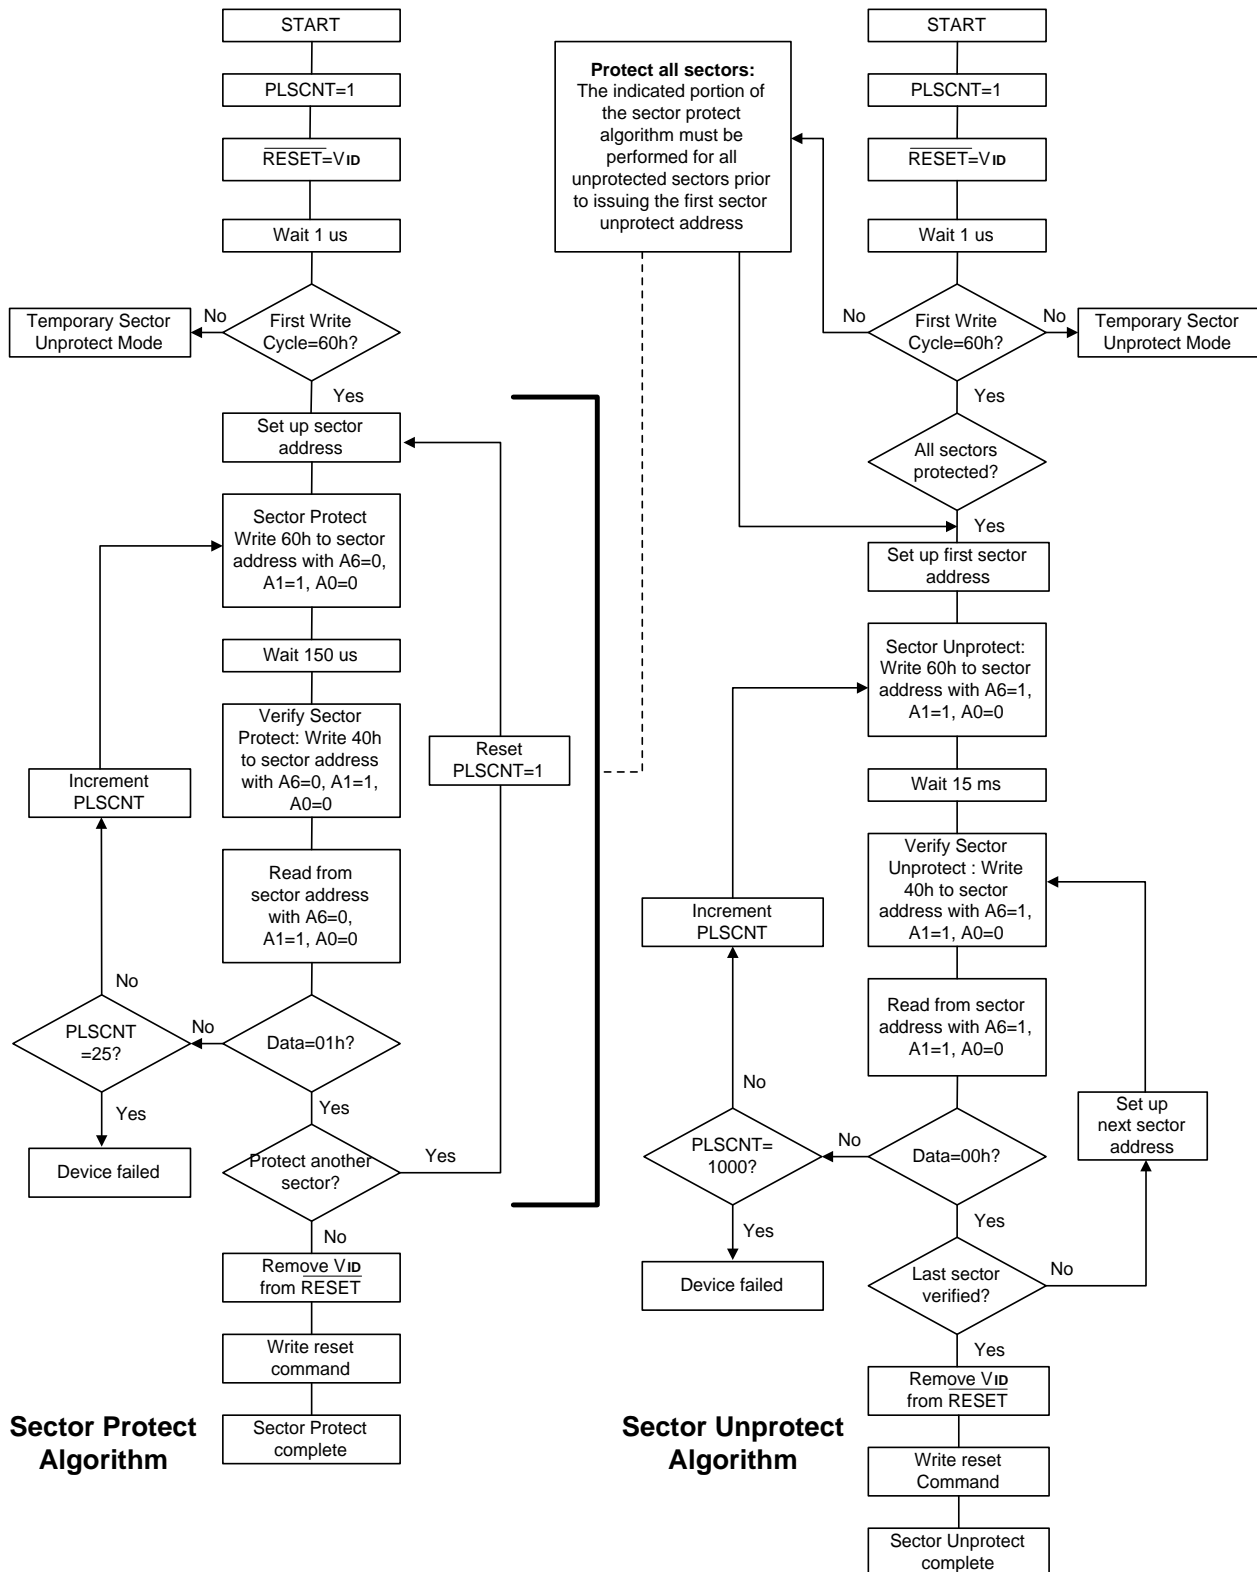 START
PLSCNT=1
RESET=VID
Wait 1 us
First Write
Cycle=60h?
No
Temporary Sector
Unprotect Mode
Yes
Set up sector
address
Sector Protect
Write 60h to sector
address with A6=0,
A1=1, A0=0
Wait 150 us
Verify Sector
Protect: Write 40h
to sector address
with A6=0, A1=1,
A0=0
Reset
PLSCNT=1
Increment
PLSCNT
Read from
sector address
with A6=0,
A1=1, A0=0
No
PLSCNT
=25?
No
Data=01h?
Yes
Device failed
Yes
Protect another
sector?
Yes
No
Remove VID
from RESET
Write reset
command
Sector Protect
complete
Sector Protect
Algorithm
Protect all sectors:
The indicated portion of
the sector protect
algorithm must be
performed for all
unprotected sectors prior
to issuing the first sector
unprotect address
START
PLSCNT=1
RESET=VID
Wait 1 us
No
First Write
Cycle=60h?
No
Temporary Sector
Unprotect Mode
Yes
All sectors
protected?
Yes
Set up first sector
address
Sector Unprotect:
Write 60h to sector
address with A6=1,
A1=1, A0=0
Wait 15 ms
Verify Sector
Unprotect : Write
40h to sector
address with A6=1,
A1=1, A0=0
Increment
PLSCNT
Read from sector
address with A6=1,
A1=1, A0=0
No
PLSCNT=
1000?
No
Data=00h?
Set up
next sector
address
Yes
Device failed
Yes
Last sector
verified?
No
Yes
Remove VID
from RESET
Write reset
Command
Sector Unprotect
complete
Sector Unprotect
Algorithm